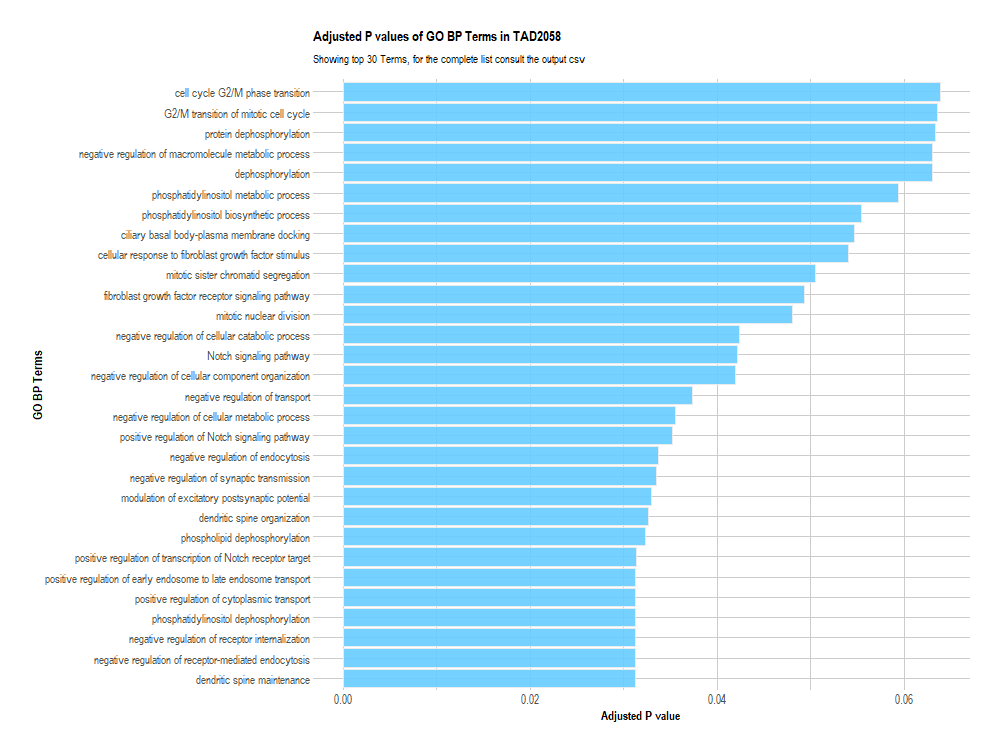 Adjusted P values of GO BP Terms in TAD2058
Showing top 30 Terms, for the complete list consult the output csv
GO BP Terms
cell cycle G2/M phase transition
G2/M transition of mitotic cell cycle
protein dephosphorylation
negative regulation of macromolecule metabolic process
dephosphorylation
phosphatidylinositol metabolic process
phosphatidylinositol biosynthetic process
ciliary basal body-plasma membrane docking
cellular response to fibroblast growth factor stimulus
mitotic sister chromatid segregation
fibroblast growth factor receptor signaling pathway
mitotic nuclear division
negative regulation of cellular catabolic process
Notch signaling pathway
negative regulation of cellular component organization
negative regulation of transport
negative regulation of cellular metabolic process
positive regulation of Notch signaling pathway
negative regulation of endocytosis
negative regulation of synaptic transmission
modulation of excitatory postsynaptic potential
dendritic spine organization
phospholipid dephosphorylation
positive regulation of transcription of Notch receptor target
positive regulation of early endosome to late endosome transport
positive regulation of cytoplasmic transport
phosphatidylinositol dephosphorylation
negative regulation of receptor internalization
negative regulation of receptor-mediated endocytosis
dendritic spine maintenance
0.00 0.02 0.04 0.06
Adjusted P value